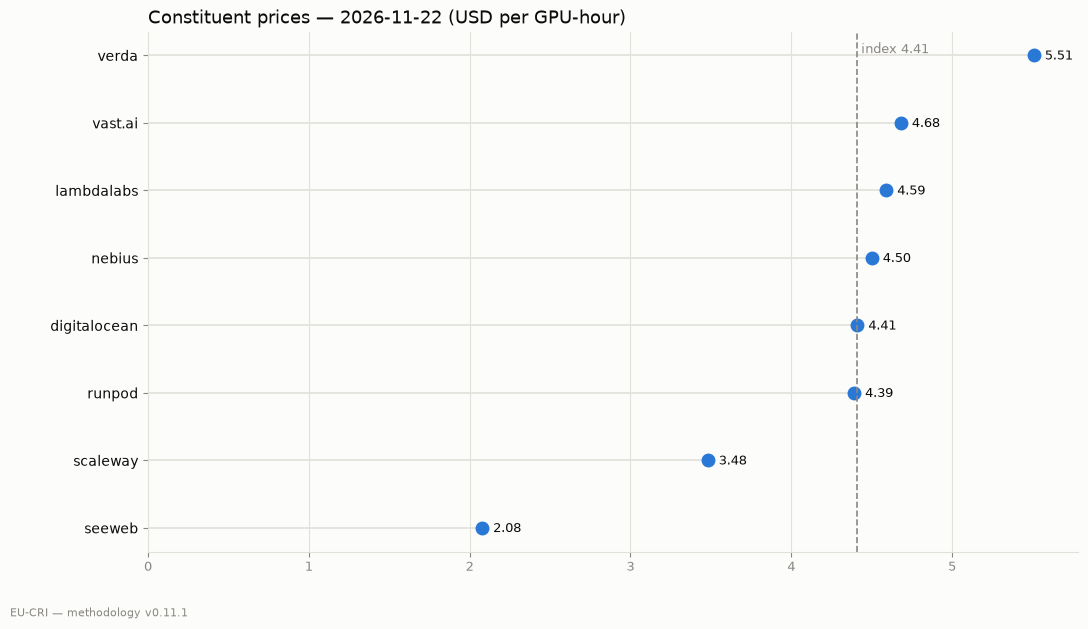 Constituent prices — 2026-11-22 (USD per GPU-hour)
index 4.41
verda 5.51
vast.ai 4.68
lambdalabs 4.59
nebius 4.50
digitalocean 4.41
runpod 4.39
scaleway 3.48
seeweb 2.08
0 1 2 3 4 5
EU-CRI — methodology v0.11.1